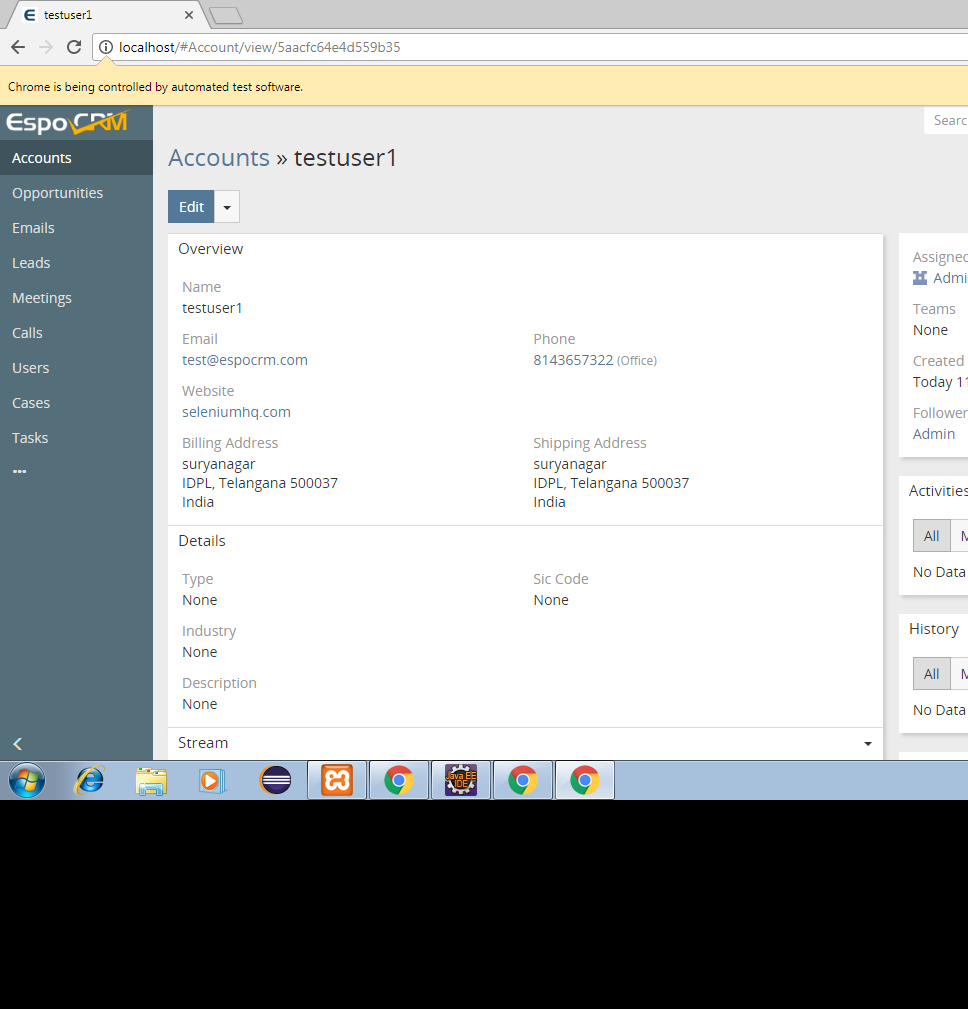 testuser1
localhost/#Account/view/5aacfc64e4d559b35
Chrome is being controlled by automated test software.
EspoCRM
Searc
Accounts
Opportunities
Emails
Leads
Meetings
Calls
Users
Cases
Tasks
...
Accounts » testuser1
Edit
Overview
Name
testuser1
Email
test@espocrm.com
Phone
8143657322 (Office)
Website
seleniumhq.com
Billing Address
suryanagar
IDPL, Telangana 500037
India
Shipping Address
suryanagar
IDPL, Telangana 500037
India
Details
Type
None
Sic Code
None
Industry
None
Description
None
Stream
Assigned
Admi
Teams
None
Created
Today 11
Follower
Admin
Activities
All M
No Data
History
All M
No Data
Java EE
IDE